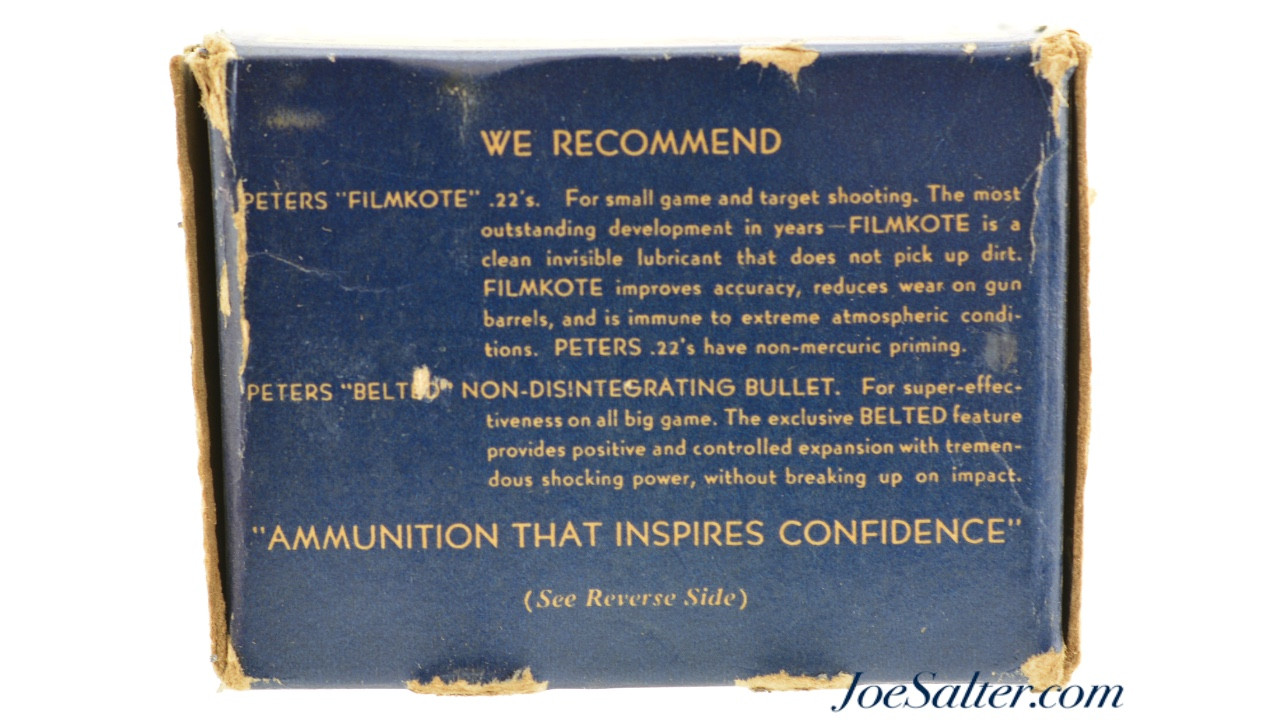 WE RECOMMEND
PETERS "FILMKOTE" .22's. For small game and target shooting. The most
outstanding development in years—FILMKOTE is a
clean invisible lubricant that does not pick up dirt.
FILMKOTE improves accuracy, reduces wear on gun
barrels, and is immune to extreme atmospheric condi-
tions. PETERS .22's have non-mercuric priming.
PETERS "BELTED" NON-DISINTEGRATING BULLET. For super-effec-
tiveness on all big game. The exclusive BELTED feature
provides positive and controlled expansion with tremen-
dous shocking power, without breaking up on impact.
"AMMUNITION THAT INSPIRES CONFIDENCE"
(See Reverse Side)
JoeSalter.com